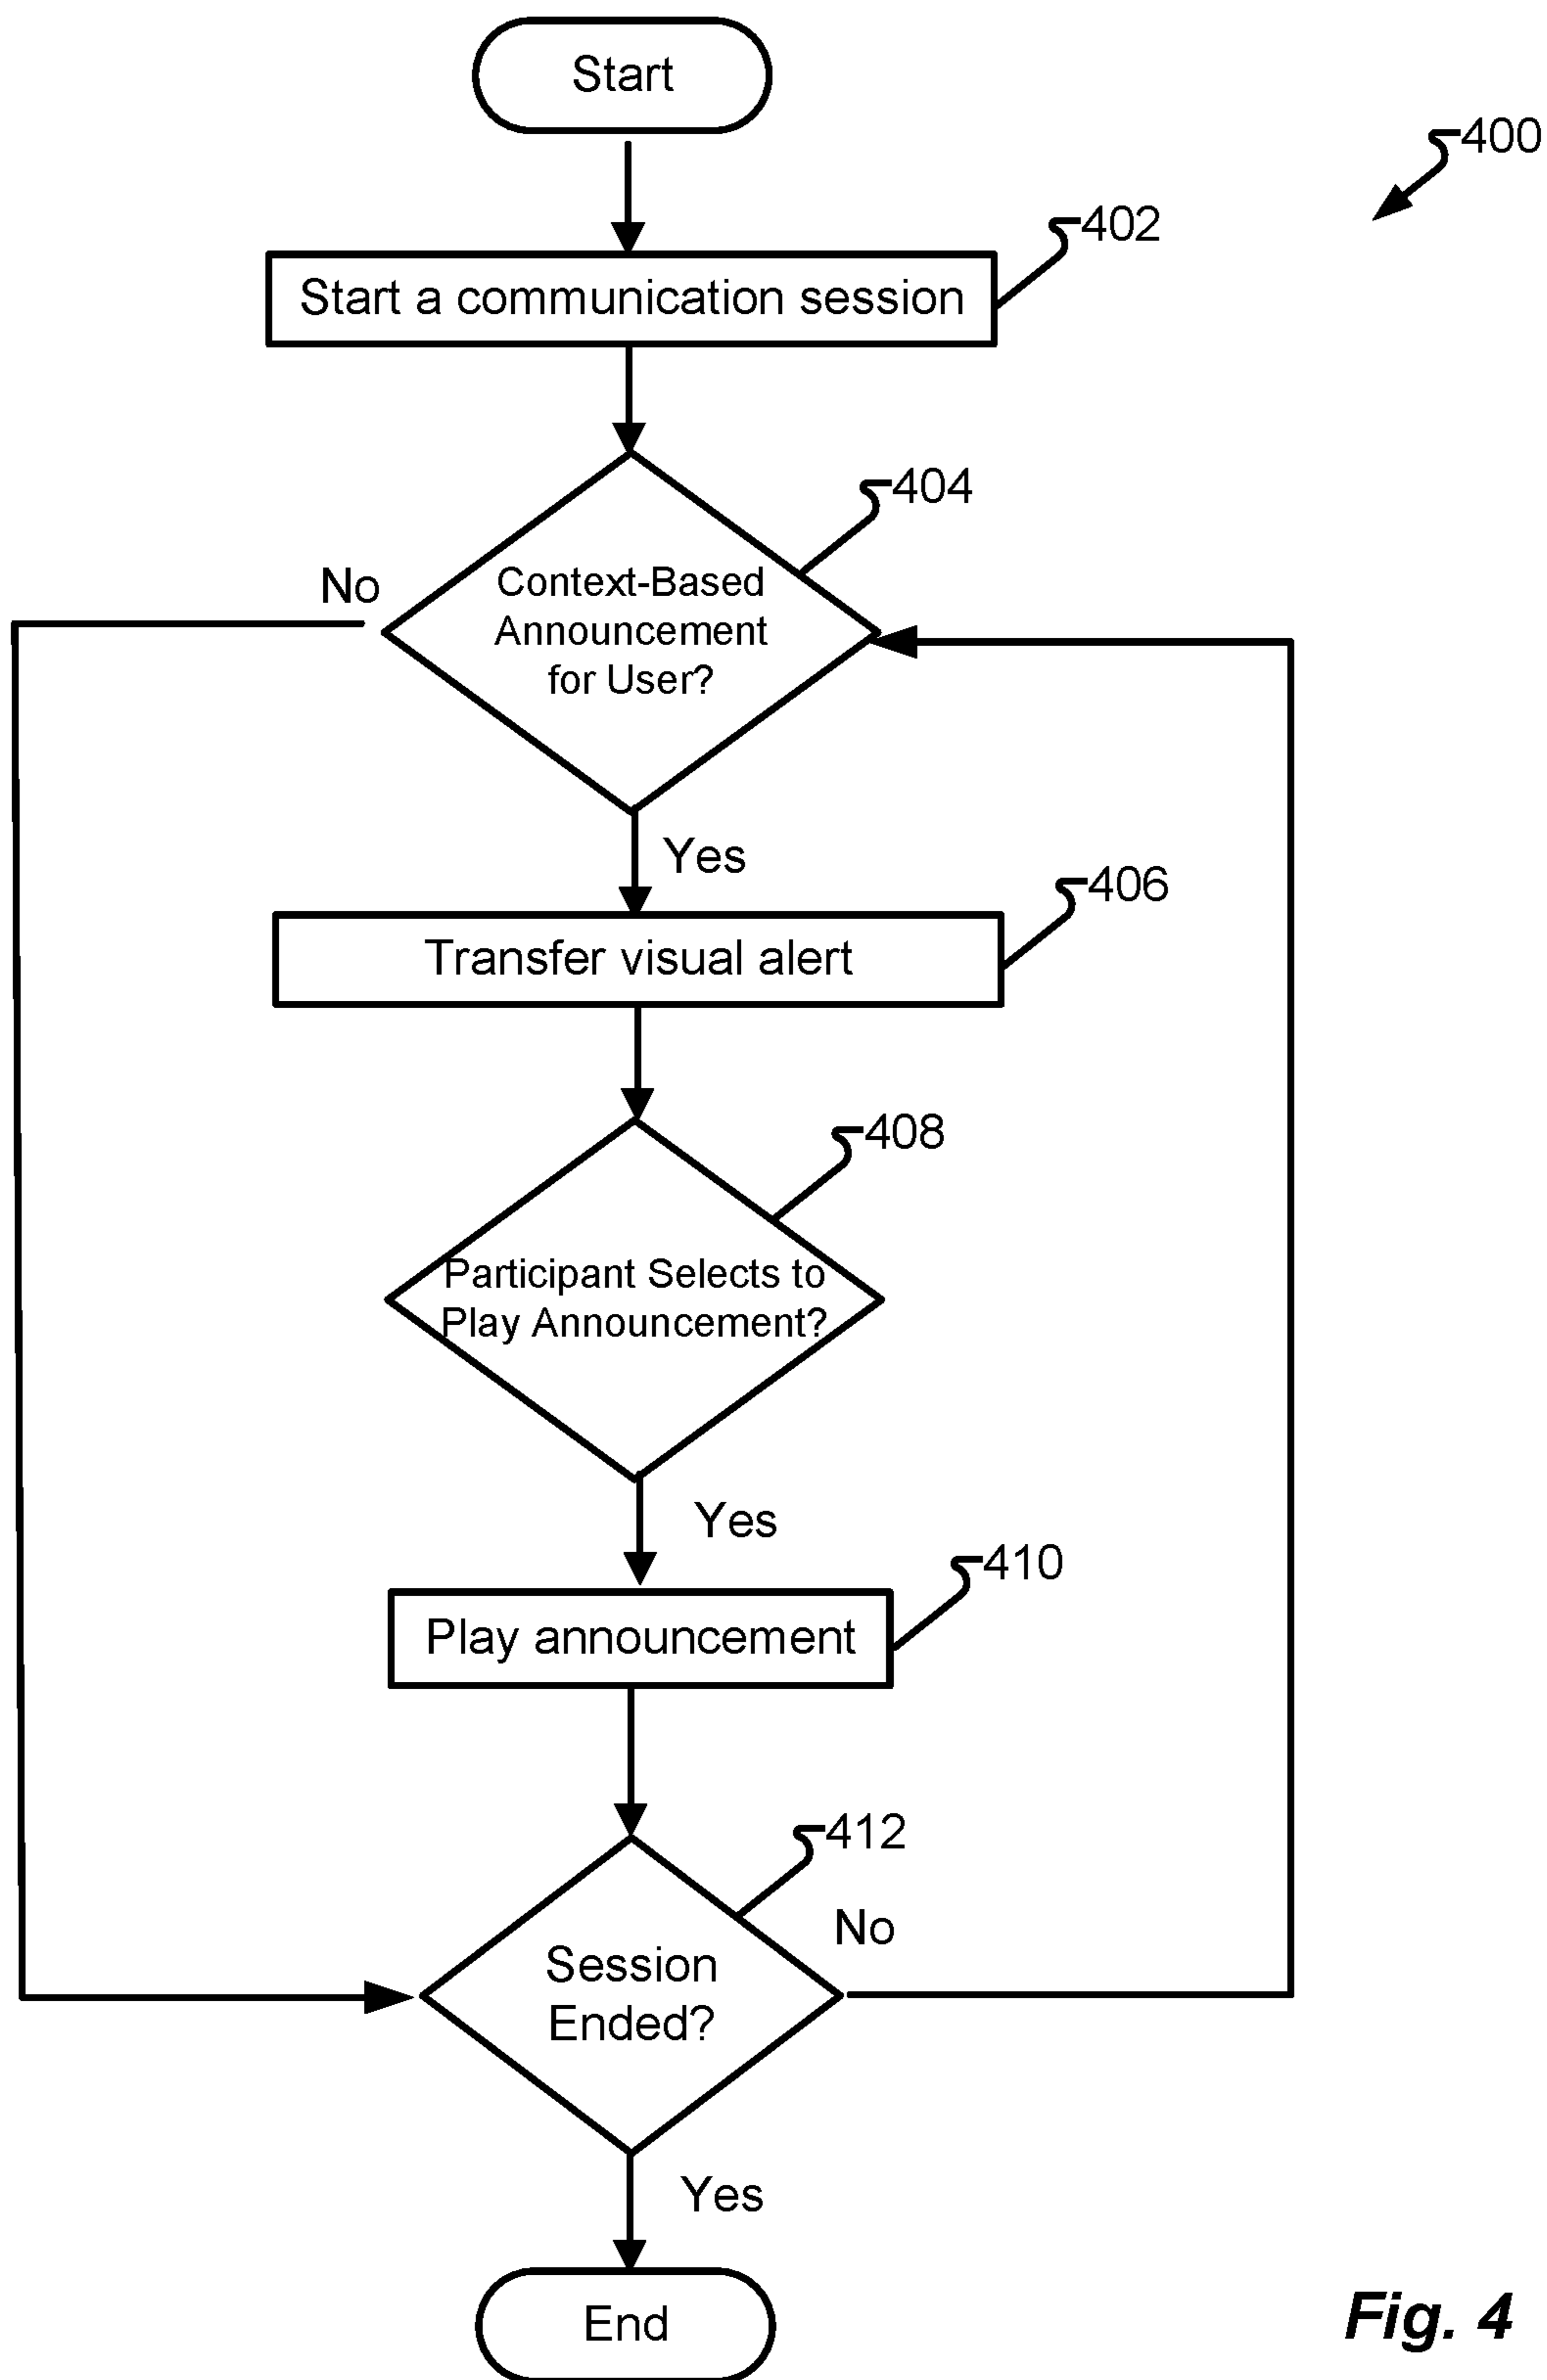 Start
400
402
Start a communication session
404
No
Context-Based
Announcement
for User?
Yes
406
Transfer visual alert
408
Participant Selects to
Play Announcement?
Yes
410
Play announcement
412
No
Session
Ended?
Yes
End
Fig. 4